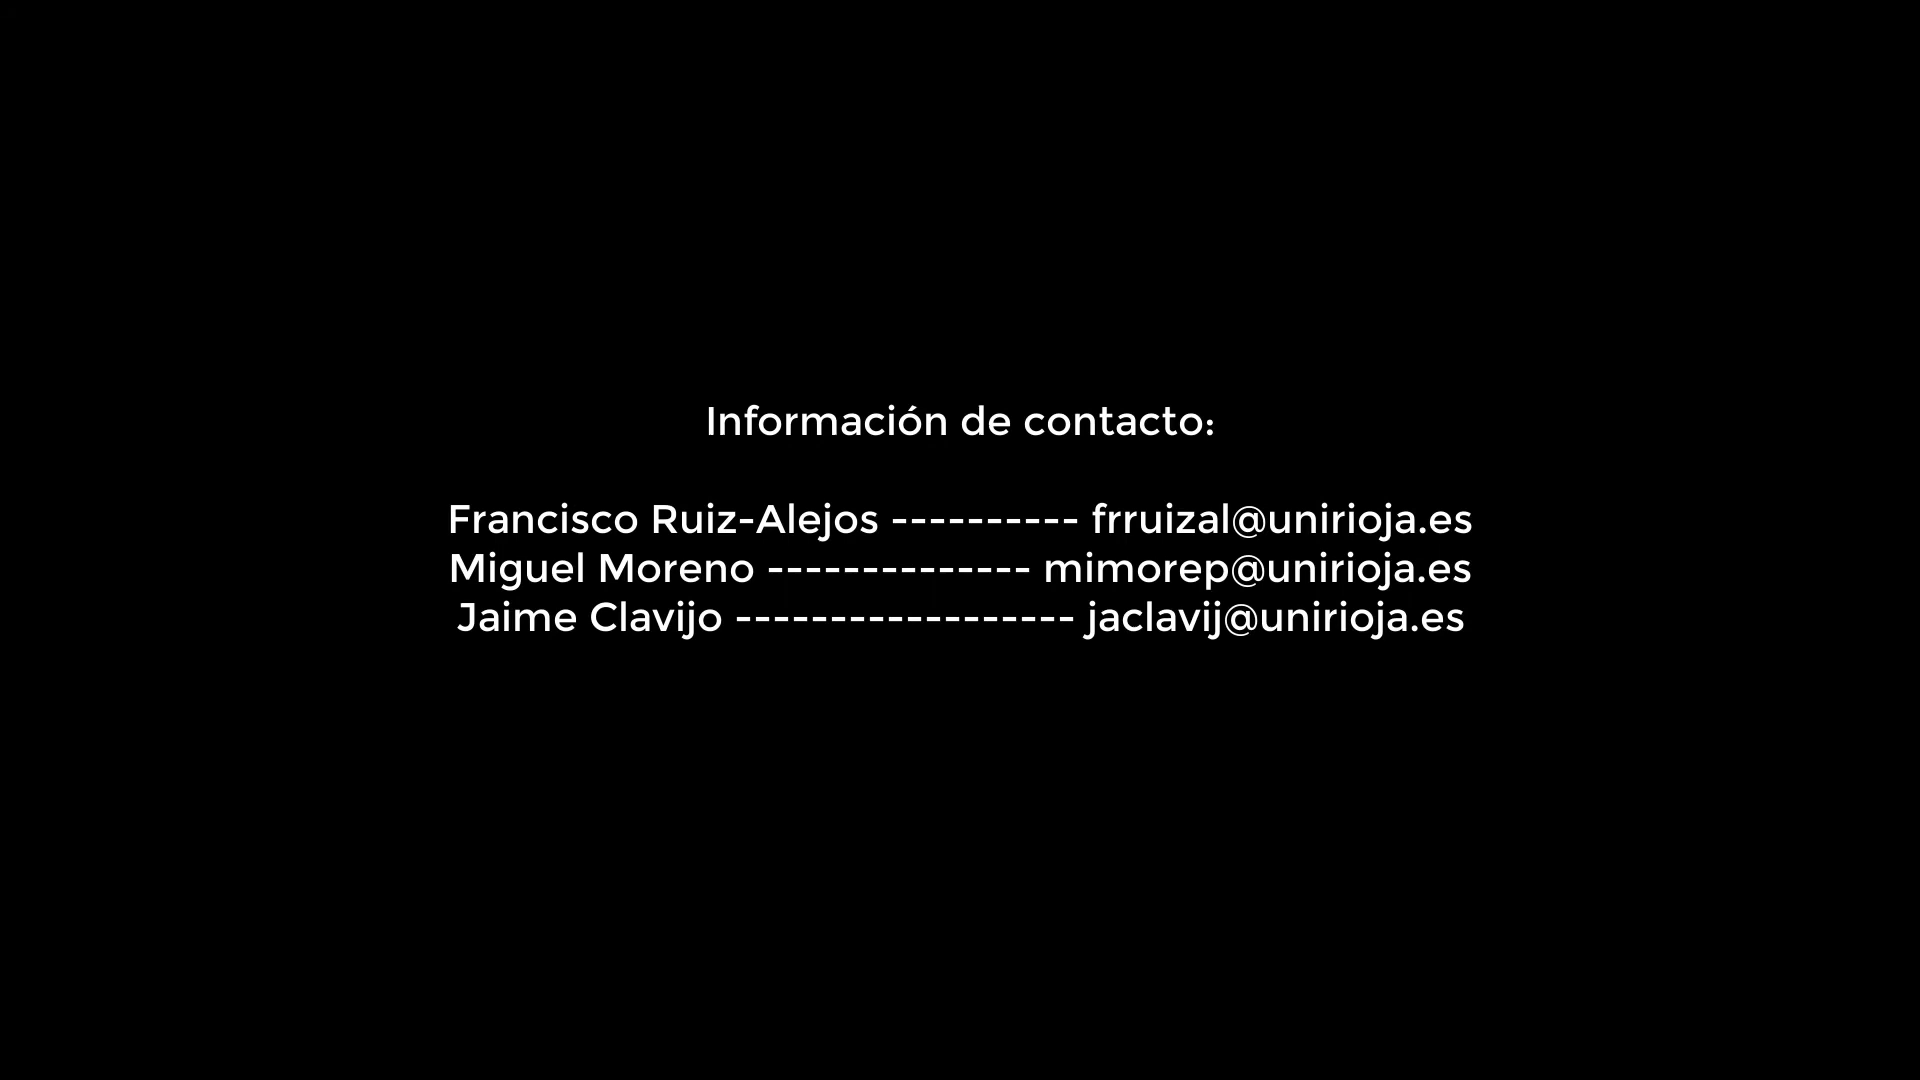 Información de contacto:
Francisco Ruiz-Alejos ---------- frruizal@unirioja.es
Miguel Moreno -------------- mimorep@unirioja.es
Jaime Clavijo ------------------ jaclavij@unirioja.es